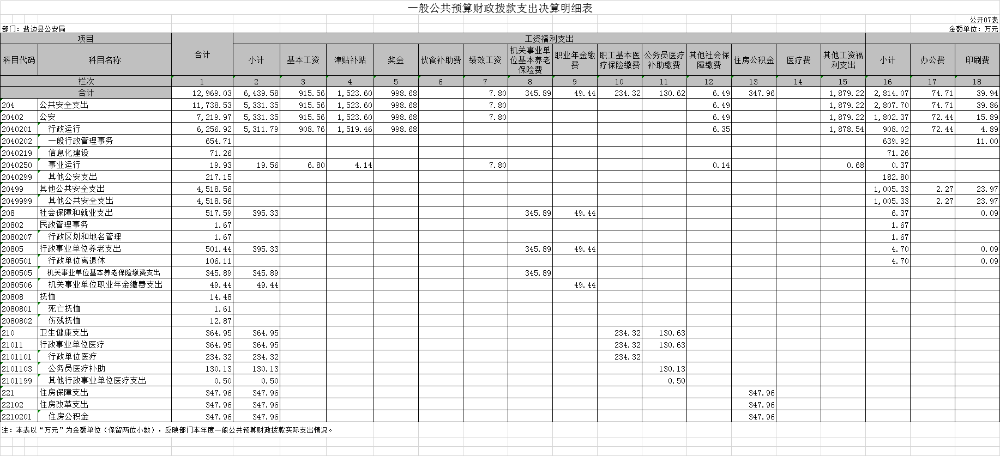 一般公共预算财政拨款支出决算明细表
公开07表
部门：盐边县公安局 金额单位：万元
项目 合计 工资福利支出
科目代码 科目名称 小计 基本工资 津贴补贴 奖金 伙食补助费 绩效工资 机关事业单位基本养老保险费 职业年金缴费 职工基本医疗保险缴费 公务员医疗补助缴费 其他社会保障缴费 住房公积金 医疗费 其他工资福利支出 小计 办公费 印刷费
栏次 1 2 3 4 5 6 7 8 9 10 11 12 13 14 15 16 17 18
合计 12,969.03 6,439.58 915.56 1,523.60 998.68 7.80 345.89 49.44 234.32 130.62 6.49 347.96 1,879.22 2,814.07 74.71 39.94
204 公共安全支出 11,738.53 5,331.35 915.56 1,523.60 998.68 7.80 6.49 1,879.22 2,807.70 74.71 39.86
20402 公安 7,219.97 5,331.35 915.56 1,523.60 998.68 7.80 6.49 1,879.22 1,802.37 72.44 15.89
2040201 行政运行 6,256.92 5,311.79 908.76 1,519.46 998.68 6.35 1,878.54 908.02 72.44 4.89
2040202 一般行政管理事务 654.71 639.92 11.00
2040219 信息化建设 71.26 71.26
2040250 事业运行 19.93 19.56 6.80 4.14 7.80 0.14 0.68 0.37
2040299 其他公安支出 217.15 182.80
20499 其他公共安全支出 4,518.56 1,005.33 2.27 23.97
2049999 其他公共安全支出 4,518.56 1,005.33 2.27 23.97
208 社会保障和就业支出 517.59 395.33 345.89 49.44 6.37 0.09
20802 民政管理事务 1.67 1.67
2080207 行政区划和地名管理 1.67 1.67
20805 行政事业单位养老支出 501.44 395.33 345.89 49.44 4.70 0.09
2080501 行政单位离退休 106.11 4.70 0.09
2080505 机关事业单位基本养老保险缴费支出 345.89 345.89 345.89
2080506 机关事业单位职业年金缴费支出 49.44 49.44 49.44
20808 抚恤 14.48
2080801 死亡抚恤 1.61
2080802 伤残抚恤 12.87
210 卫生健康支出 364.95 364.95 234.32 130.63
21011 行政事业单位医疗 364.95 364.95 234.32 130.63
2101101 行政单位医疗 234.32 234.32 234.32
2101103 公务员医疗补助 130.13 130.13 130.13
2101199 其他行政事业单位医疗支出 0.50 0.50 0.50
221 住房保障支出 347.96 347.96 347.96
22102 住房改革支出 347.96 347.96 347.96
2210201 住房公积金 347.96 347.96 347.96
注：本表以“万元”为金额单位（保留两位小数），反映部门本年度一般公共预算财政拨款实际支出情况。